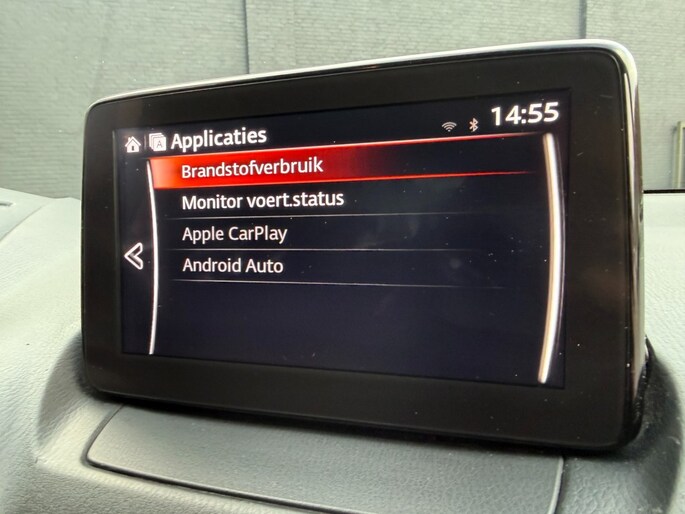 Applicaties 14:55
Brandstofverbruik
Monitor voert.status
Apple CarPlay
Android Auto